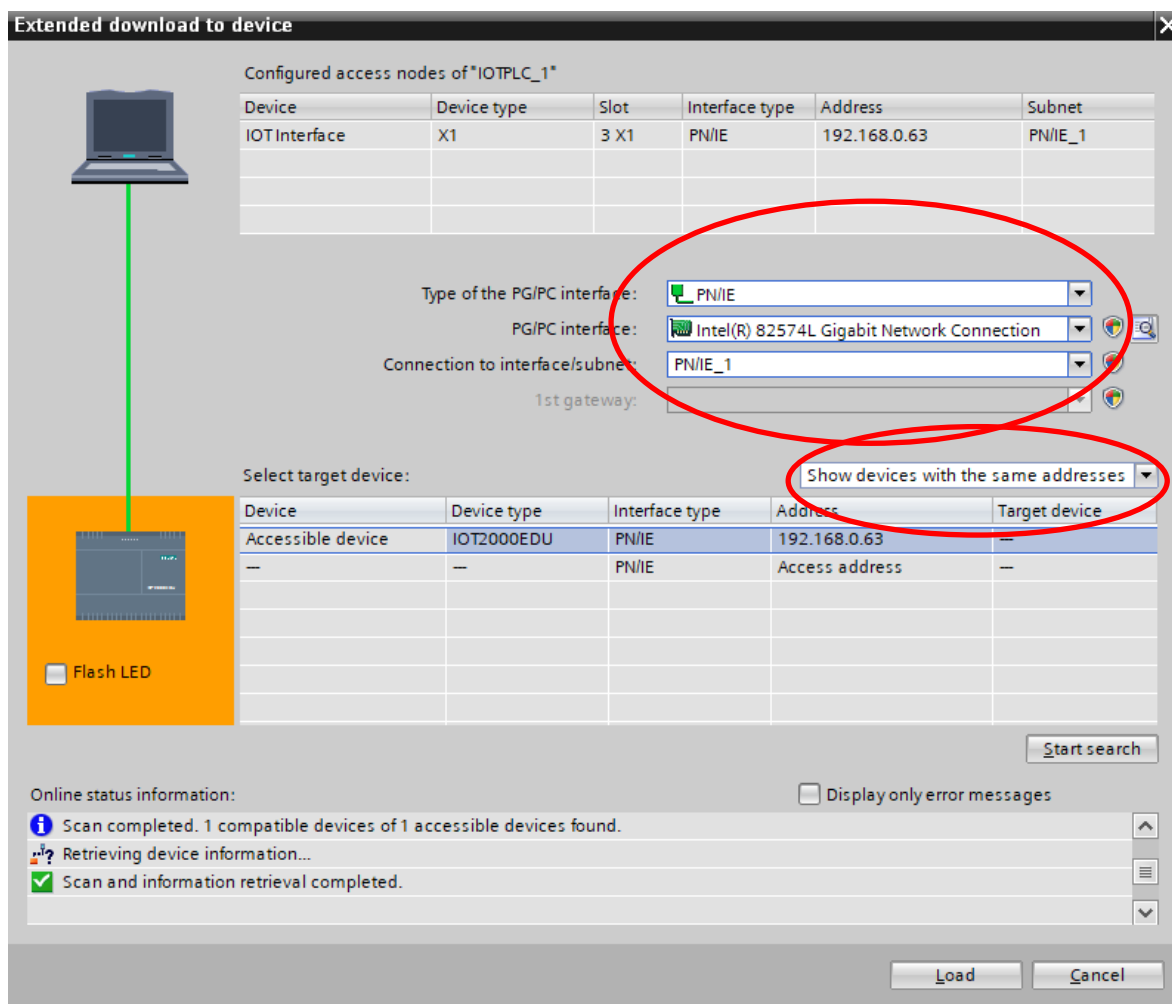 Extended download to device
Configured access nodes of "IOTPLC_1"
Device Device type Slot Interface type Address Subnet
IOT Interface X1 3 X1 PN/IE 192.168.0.63 PN/IE_1
Type of the PG/PC interface: PN/IE
PG/PC interface: Intel(R) 82574L Gigabit Network Connection
Connection to interface/subnet: PN/IE_1
1st gateway:
Select target device: Show devices with the same addresses
Device Device type Interface type Address Target device
Accessible device IOT2000EDU PN/IE 192.168.0.63 —
— — PN/IE Access address —
Flash LED
Start search
Online status information: Display only error messages
Scan completed. 1 compatible devices of 1 accessible devices found.
Retrieving device information...
Scan and information retrieval completed.
Load Cancel